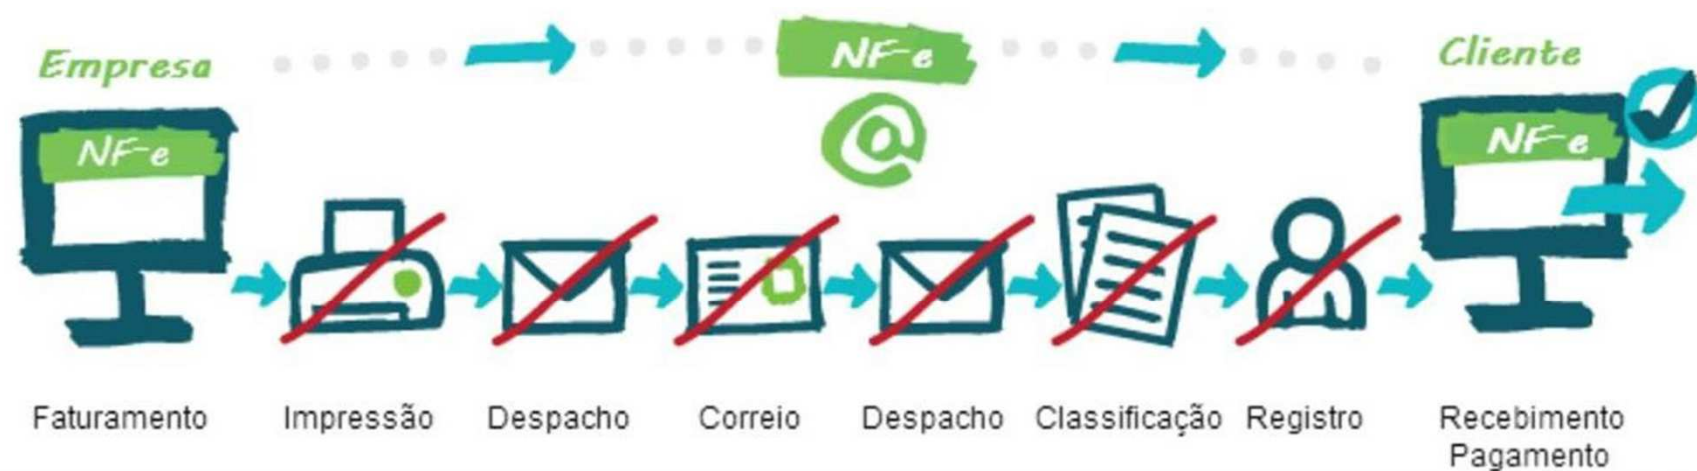 Empresa
NF-e
Cliente
NF-e
@
NF-e
Faturamento
Impressão
Despacho
Correio
Despacho
Classificação
Registro
Recebimento
Pagamento